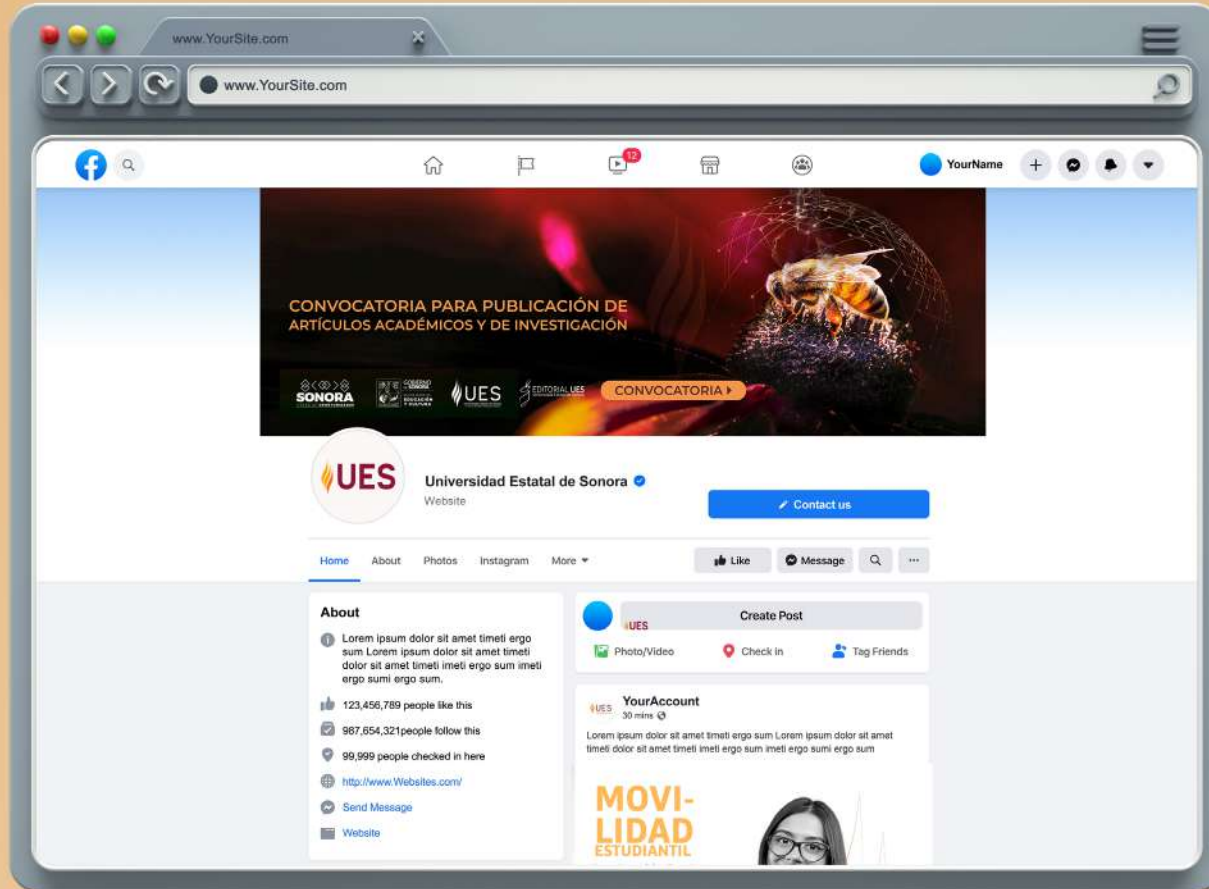 www.YourSite.com
www.YourSite.com
12
YourName
CONVOCATORIA PARA PUBLICACIÓN DE
ARTÍCULOS ACADÉMICOS Y DE INVESTIGACIÓN
SONORA
GOBIERNO
DE SONORA
EDUCACIÓN
Y CULTURA
UES
EDITORIAL UES
CONVOCATORIA
UES
Universidad Estatal de Sonora
Website
Contact us
Home About Photos Instagram More
Like Message
About
Lorem ipsum dolor sit amet timeti ergo
sum Lorem ipsum dolor sit amet timeti
dolor sit amet timeti imeti ergo sum imeti
ergo sumi ergo sum.
123,456,789 people like this
987,654,321people follow this
99,999 people checked in here
http://www.Websites.com/
Send Message
Website
UES
Create Post
Photo/Video Check in Tag Friends
UES
YourAccount
30 mins
Lorem ipsum dolor sit amet timeti ergo sum Lorem ipsum dolor sit amet
timeti dolor sit amet timeti imeti ergo sum imeti ergo sumi ergo sum
MOVI-
LIDAD
ESTUDIANTIL